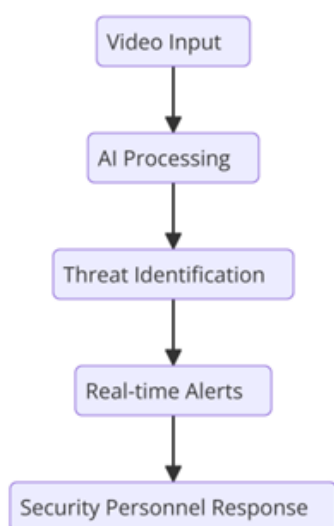 Video Input
AI Processing
Threat Identification
Real-time Alerts
Security Personnel Response